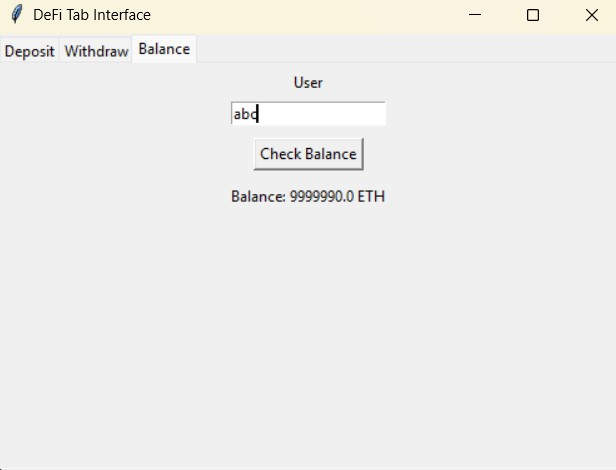 DeFi Tab Interface
Deposit Withdraw Balance
User
abc
Check Balance
Balance: 9999990.0 ETH